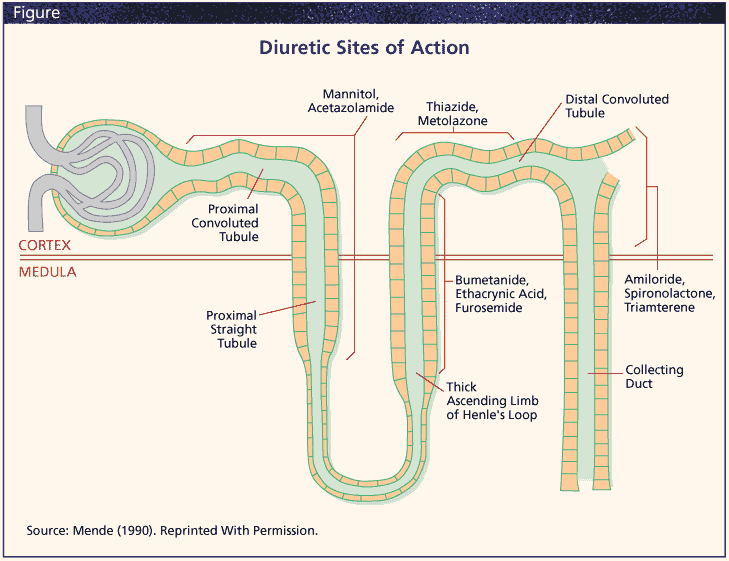 Figure
Diuretic Sites of Action
Mannitol,
Acetazolamide
Thiazide,
Metolazone
Distal Convoluted
Tubule
Proximal
Convoluted
Tubule
CORTEX
MEDULA
Bumetanide,
Ethacrynic Acid,
Furosemide
Amiloride,
Spironolactone,
Triamterene
Proximal
Straight
Tubule
Thick
Ascending Limb
of Henle's Loop
Collecting
Duct
Source: Mende (1990). Reprinted With Permission.